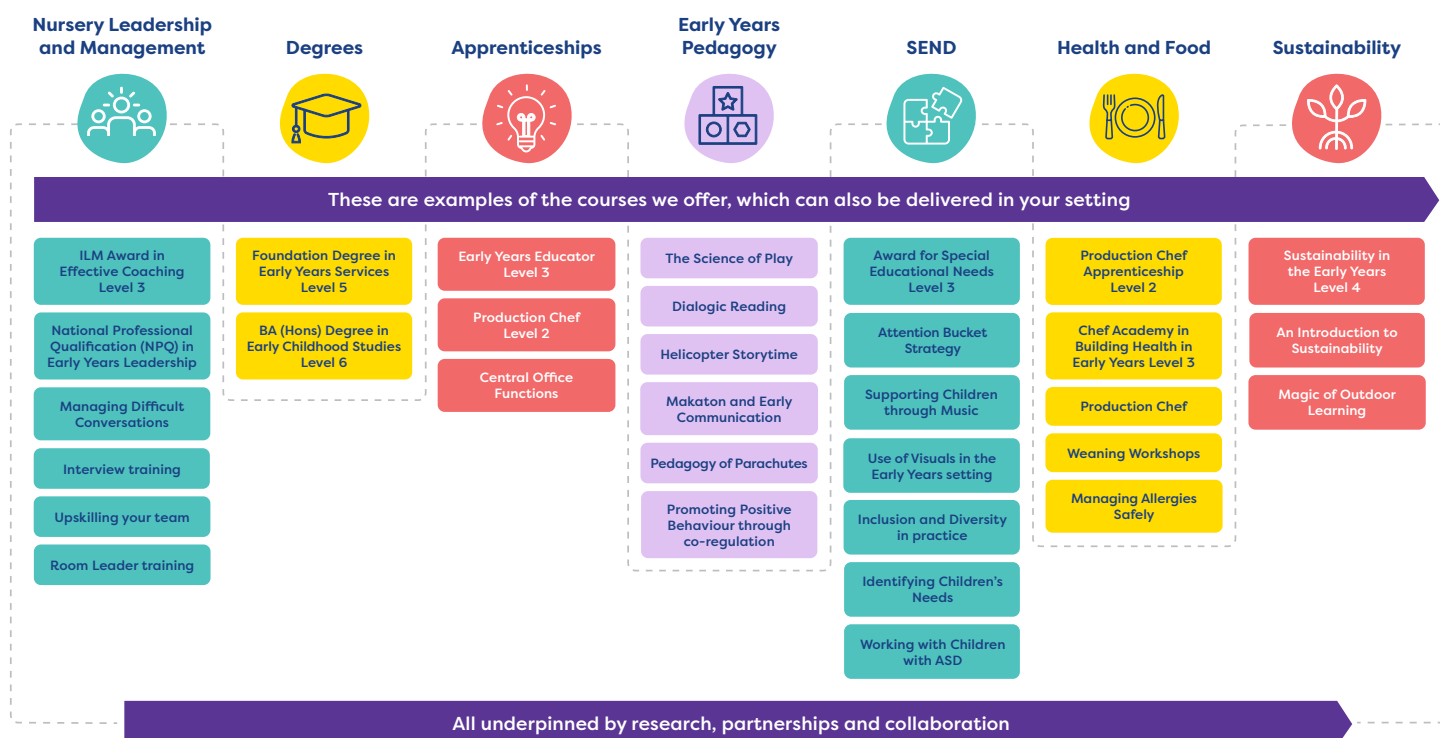 Nursery Leadership
and Management
Degrees
Apprenticeships
Early Years
Pedagogy
SEND
Health and Food
Sustainability
These are examples of the courses we offer, which can also be delivered in your setting
ILM Award in
Effective Coaching
Level 3
National Professional
Qualification (NPQ) in
Early Years Leadership
Managing Difficult
Conversations
Interview training
Upskilling your team
Room Leader training
Foundation Degree in
Early Years Services
Level 5
BA (Hons) Degree in
Early Childhood Studies
Level 6
Early Years Educator
Level 3
Production Chef
Level 2
Central Office
Functions
The Science of Play
Dialogic Reading
Helicopter Storytime
Makaton and Early
Communication
Pedagogy of Parachutes
Promoting Positive
Behaviour through
co-regulation
Award for Special
Educational Needs
Level 3
Attention Bucket
Strategy
Supporting Children
through Music
Use of Visuals in the
Early Years setting
Inclusion and Diversity
in practice
Identifying Children's
Needs
Working with Children
with ASD
Production Chef
Apprenticeship
Level 2
Chef Academy in
Building Health in
Early Years Level 3
Production Chef
Weaning Workshops
Managing Allergies
Safely
Sustainability in
the Early Years
Level 4
An Introduction to
Sustainability
Magic of Outdoor
Learning
All underpinned by research, partnerships and collaboration